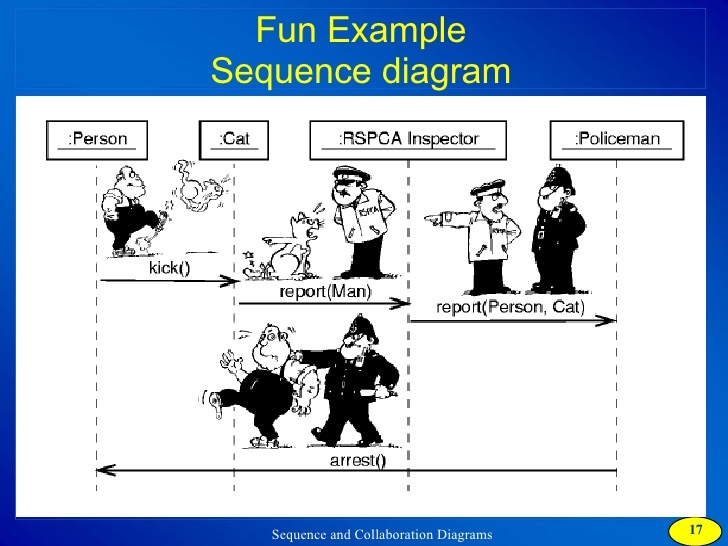 Fun Example
Sequence diagram
:Person
:Cat
:RSPCA Inspector
:Policeman
kick()
report(Man)
report(Person, Cat)
arrest()
Sequence and Collaboration Diagrams
17